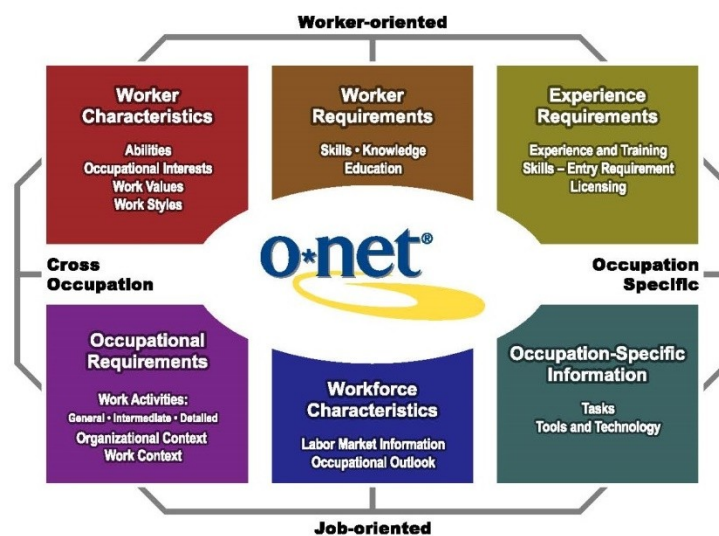 Worker-oriented
Worker
Characteristics
Abilities
Occupational Interests
Work Values
Work Styles
Worker
Requirements
Skills • Knowledge
Education
Experience
Requirements
Experience and Training
Skills – Entry Requirement
Licensing
o*net®
Cross
Occupation
Occupation
Specific
Occupational
Requirements
Work Activities:
General • Intermediate • Detailed
Organizational Context
Work Context
Workforce
Characteristics
Labor Market Information
Occupational Outlook
Occupation-Specific
Information
Tasks
Tools and Technology
Job-oriented